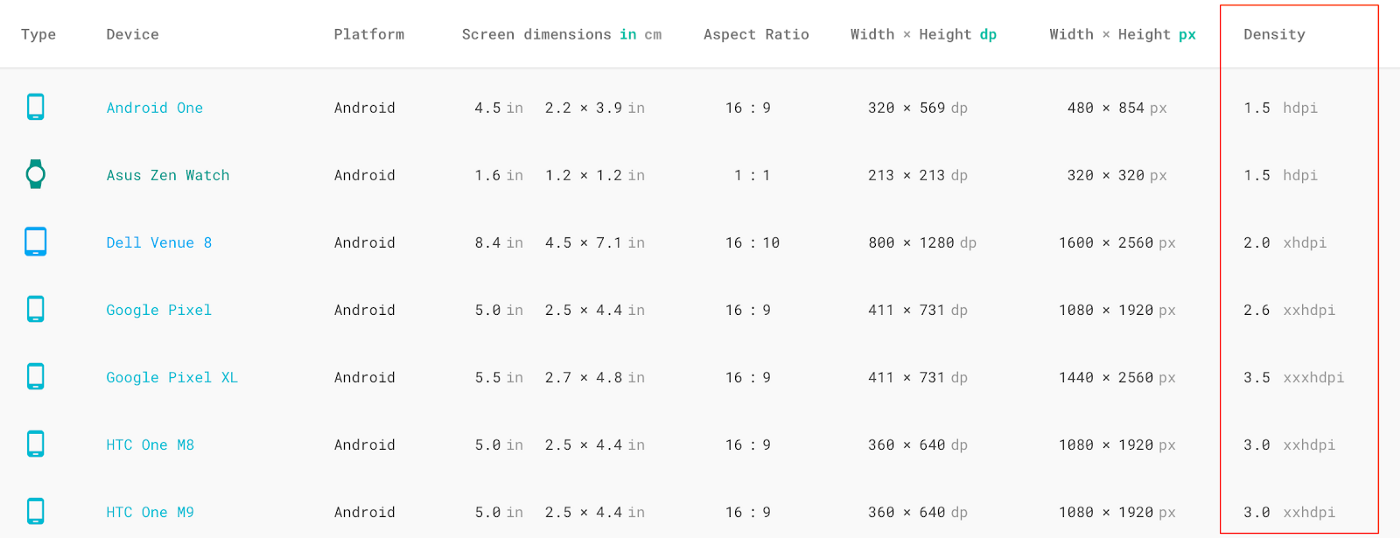 Type Device Platform Screen dimensions in cm Aspect Ratio Width × Height dp Width × Height px Density
Android One Android 4.5 in 2.2 × 3.9 in 16 : 9 320 × 569 dp 480 × 854 px 1.5 hdpi
Asus Zen Watch Android 1.6 in 1.2 × 1.2 in 1 : 1 213 × 213 dp 320 × 320 px 1.5 hdpi
Dell Venue 8 Android 8.4 in 4.5 × 7.1 in 16 : 10 800 × 1280 dp 1600 × 2560 px 2.0 xhdpi
Google Pixel Android 5.0 in 2.5 × 4.4 in 16 : 9 411 × 731 dp 1080 × 1920 px 2.6 xxhdpi
Google Pixel XL Android 5.5 in 2.7 × 4.8 in 16 : 9 411 × 731 dp 1440 × 2560 px 3.5 xxxhdpi
HTC One M8 Android 5.0 in 2.5 × 4.4 in 16 : 9 360 × 640 dp 1080 × 1920 px 3.0 xxhdpi
HTC One M9 Android 5.0 in 2.5 × 4.4 in 16 : 9 360 × 640 dp 1080 × 1920 px 3.0 xxhdpi